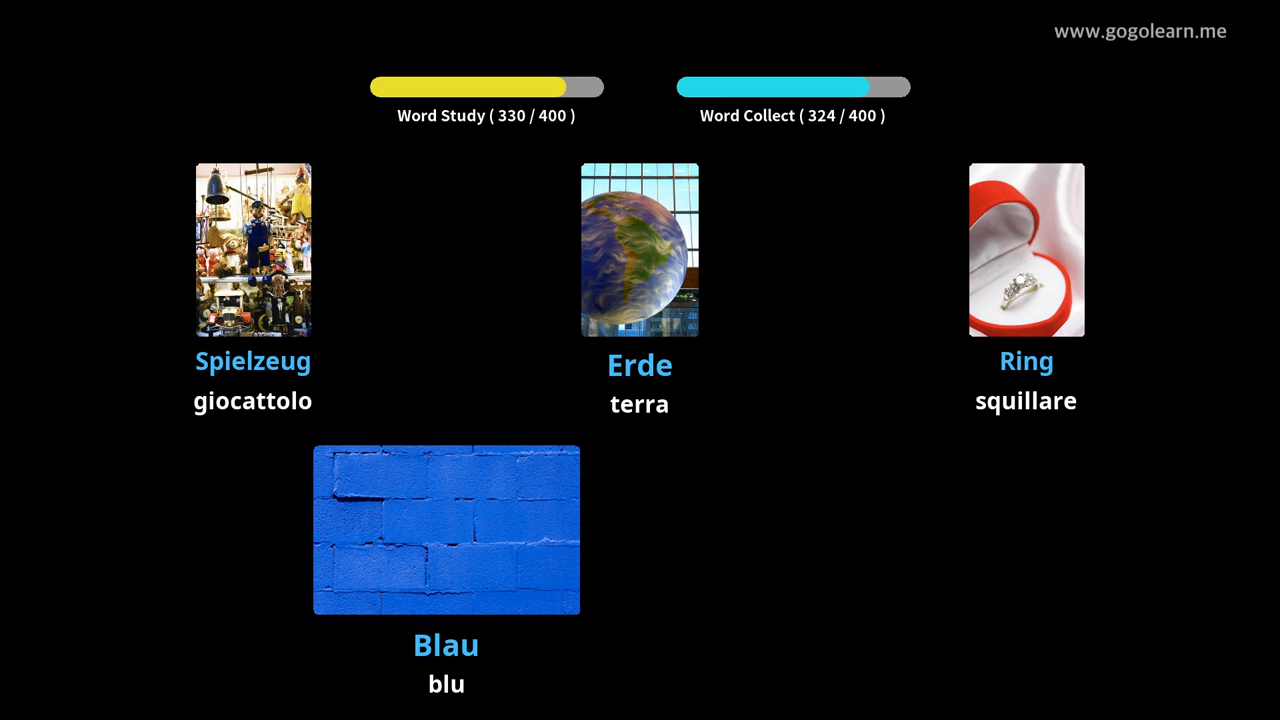 www.gogolearn.me
Word Study ( 330 / 400 )
Word Collect ( 324 / 400 )
Spielzeug
giocattolo
Erde
terra
Ring
squillare
Blau
blu